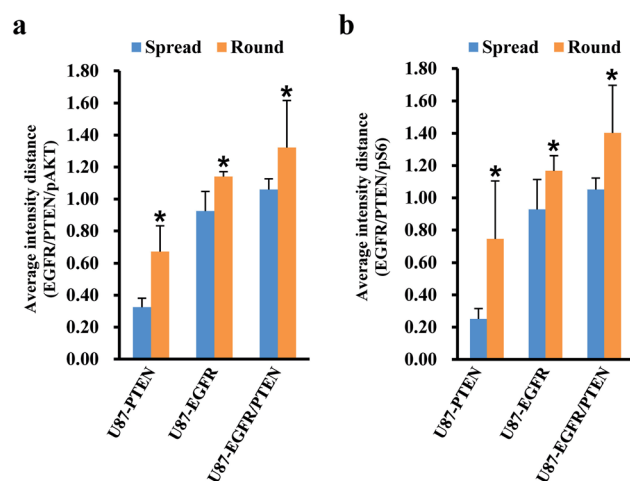 a
Spread Round
Average intensity distance
(EGFR/PTEN/pAKT)
1.80
1.60
1.40
1.20
1.00
0.80
0.60
0.40
0.20
0.00
*
*
*
U87-PTEN
U87-EGFR
U87-EGFR/PTEN
b
Spread Round
Average intensity distance
(EGFR/PTEN/pS6)
1.80
1.60
1.40
1.20
1.00
0.80
0.60
0.40
0.20
0.00
*
*
*
U87-PTEN
U87-EGFR
U87-EGFR/PTEN